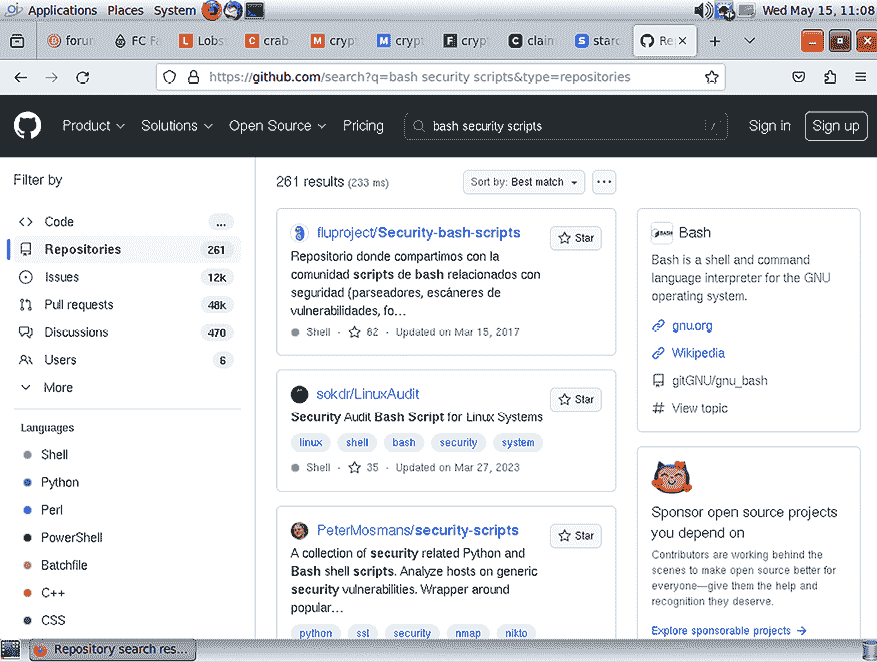 Applications Places System Wed May 15, 11:08
forun FC Fa Lobs crab cryp crypt cryp clain starc Re
https://github.com/search?q=bash security scripts&type=repositories
Product Solutions Open Source Pricing bash security scripts / Sign in Sign up
Filter by
Code ...
Repositories 261
Issues 12k
Pull requests 48k
Discussions 470
Users 6
More
Languages
Shell
Python
Perl
PowerShell
Batchfile
C++
CSS
261 results (233 ms) Sort by: Best match ...
fluproject/Security-bash-scripts Star
Repositorio donde compartimos con la
comunidad scripts de bash relacionados con
seguridad (parseadores, escáneres de
vulnerabilidades, fo...
Shell · 62 · Updated on Mar 15, 2017
sokdr/LinuxAudit Star
Security Audit Bash Script for Linux Systems
linux shell bash security system
Shell · 35 · Updated on Mar 27, 2023
PeterMosmans/security-scripts Star
A collection of security related Python and
Bash shell scripts. Analyze hosts on generic
security vulnerabilities. Wrapper around
popular...
python ssl security nmap nikto
BASH Bash
Bash is a shell and command
language interpreter for the GNU
operating system.
gnu.org
Wikipedia
gitGNU/gnu_bash
# View topic
Sponsor open source projects
you depend on
Contributors are working behind the
scenes to make open source better for
everyone—give them the help and
recognition they deserve.
Explore sponsorable projects →
Repository search res...